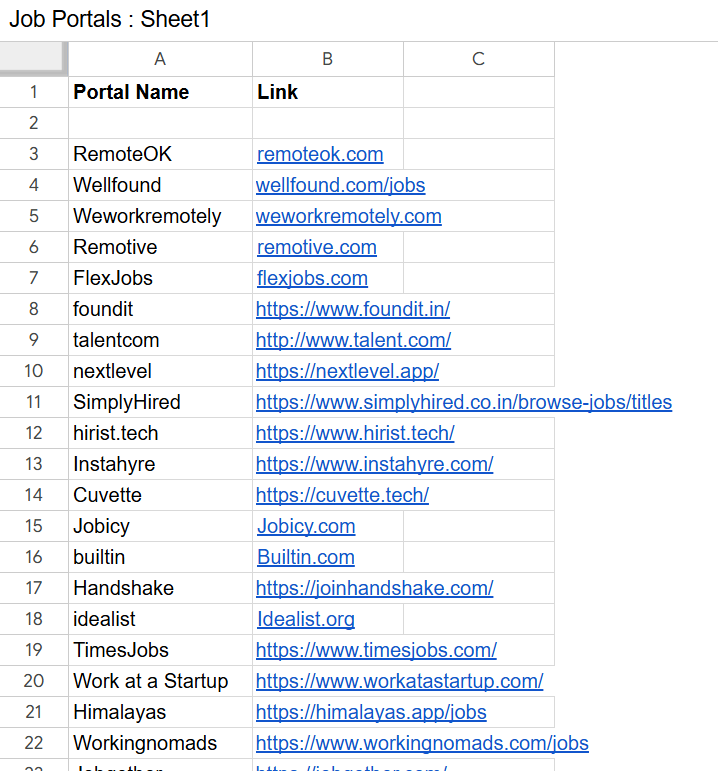 Job Portals : Sheet1
A B C
1 Portal Name Link
2
3 RemoteOK remoteok.com
4 Wellfound wellfound.com/jobs
5 Weworkremotely weworkremotely.com
6 Remotive remotive.com
7 FlexJobs flexjobs.com
8 foundit https://www.foundit.in/
9 talentcom http://www.talent.com/
10 nextlevel https://nextlevel.app/
11 SimplyHired https://www.simplyhired.co.in/browse-jobs/titles
12 hirist.tech https://www.hirist.tech/
13 Instahyre https://www.instahyre.com/
14 Cuvette https://cuvette.tech/
15 Jobicy Jobicy.com
16 builtin Builtin.com
17 Handshake https://joinhandshake.com/
18 idealist Idealist.org
19 TimesJobs https://www.timesjobs.com/
20 Work at a Startup https://www.workatastartup.com/
21 Himalayas https://himalayas.app/jobs
22 Workingnomads https://www.workingnomads.com/jobs